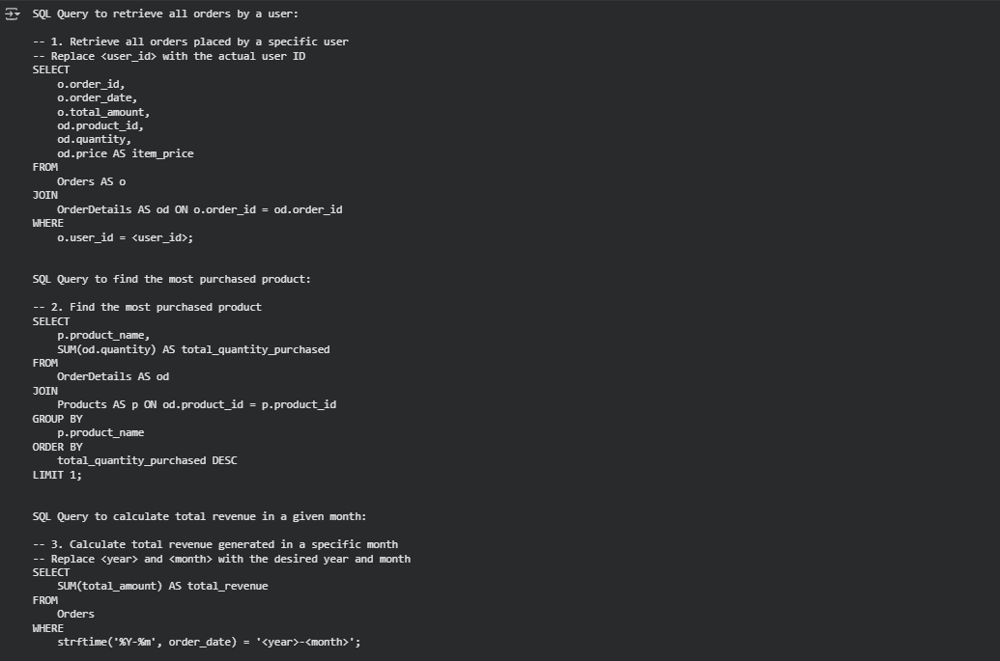 SQL Query to retrieve all orders by a user:
-- 1. Retrieve all orders placed by a specific user
-- Replace <user_id> with the actual user ID
SELECT
    o.order_id,
    o.order_date,
    o.total_amount,
    od.product_id,
    od.quantity,
    od.price AS item_price
FROM
    Orders AS o
JOIN
    OrderDetails AS od ON o.order_id = od.order_id
WHERE
    o.user_id = <user_id>;
SQL Query to find the most purchased product:
-- 2. Find the most purchased product
SELECT
    p.product_name,
    SUM(od.quantity) AS total_quantity_purchased
FROM
    OrderDetails AS od
JOIN
    Products AS p ON od.product_id = p.product_id
GROUP BY
    p.product_name
ORDER BY
    total_quantity_purchased DESC
LIMIT 1;
SQL Query to calculate total revenue in a given month:
-- 3. Calculate total revenue generated in a specific month
-- Replace <year> and <month> with the desired year and month
SELECT
    SUM(total_amount) AS total_revenue
FROM
    Orders
WHERE
    strftime('%Y-%m', order_date) = '<year>-<month>';